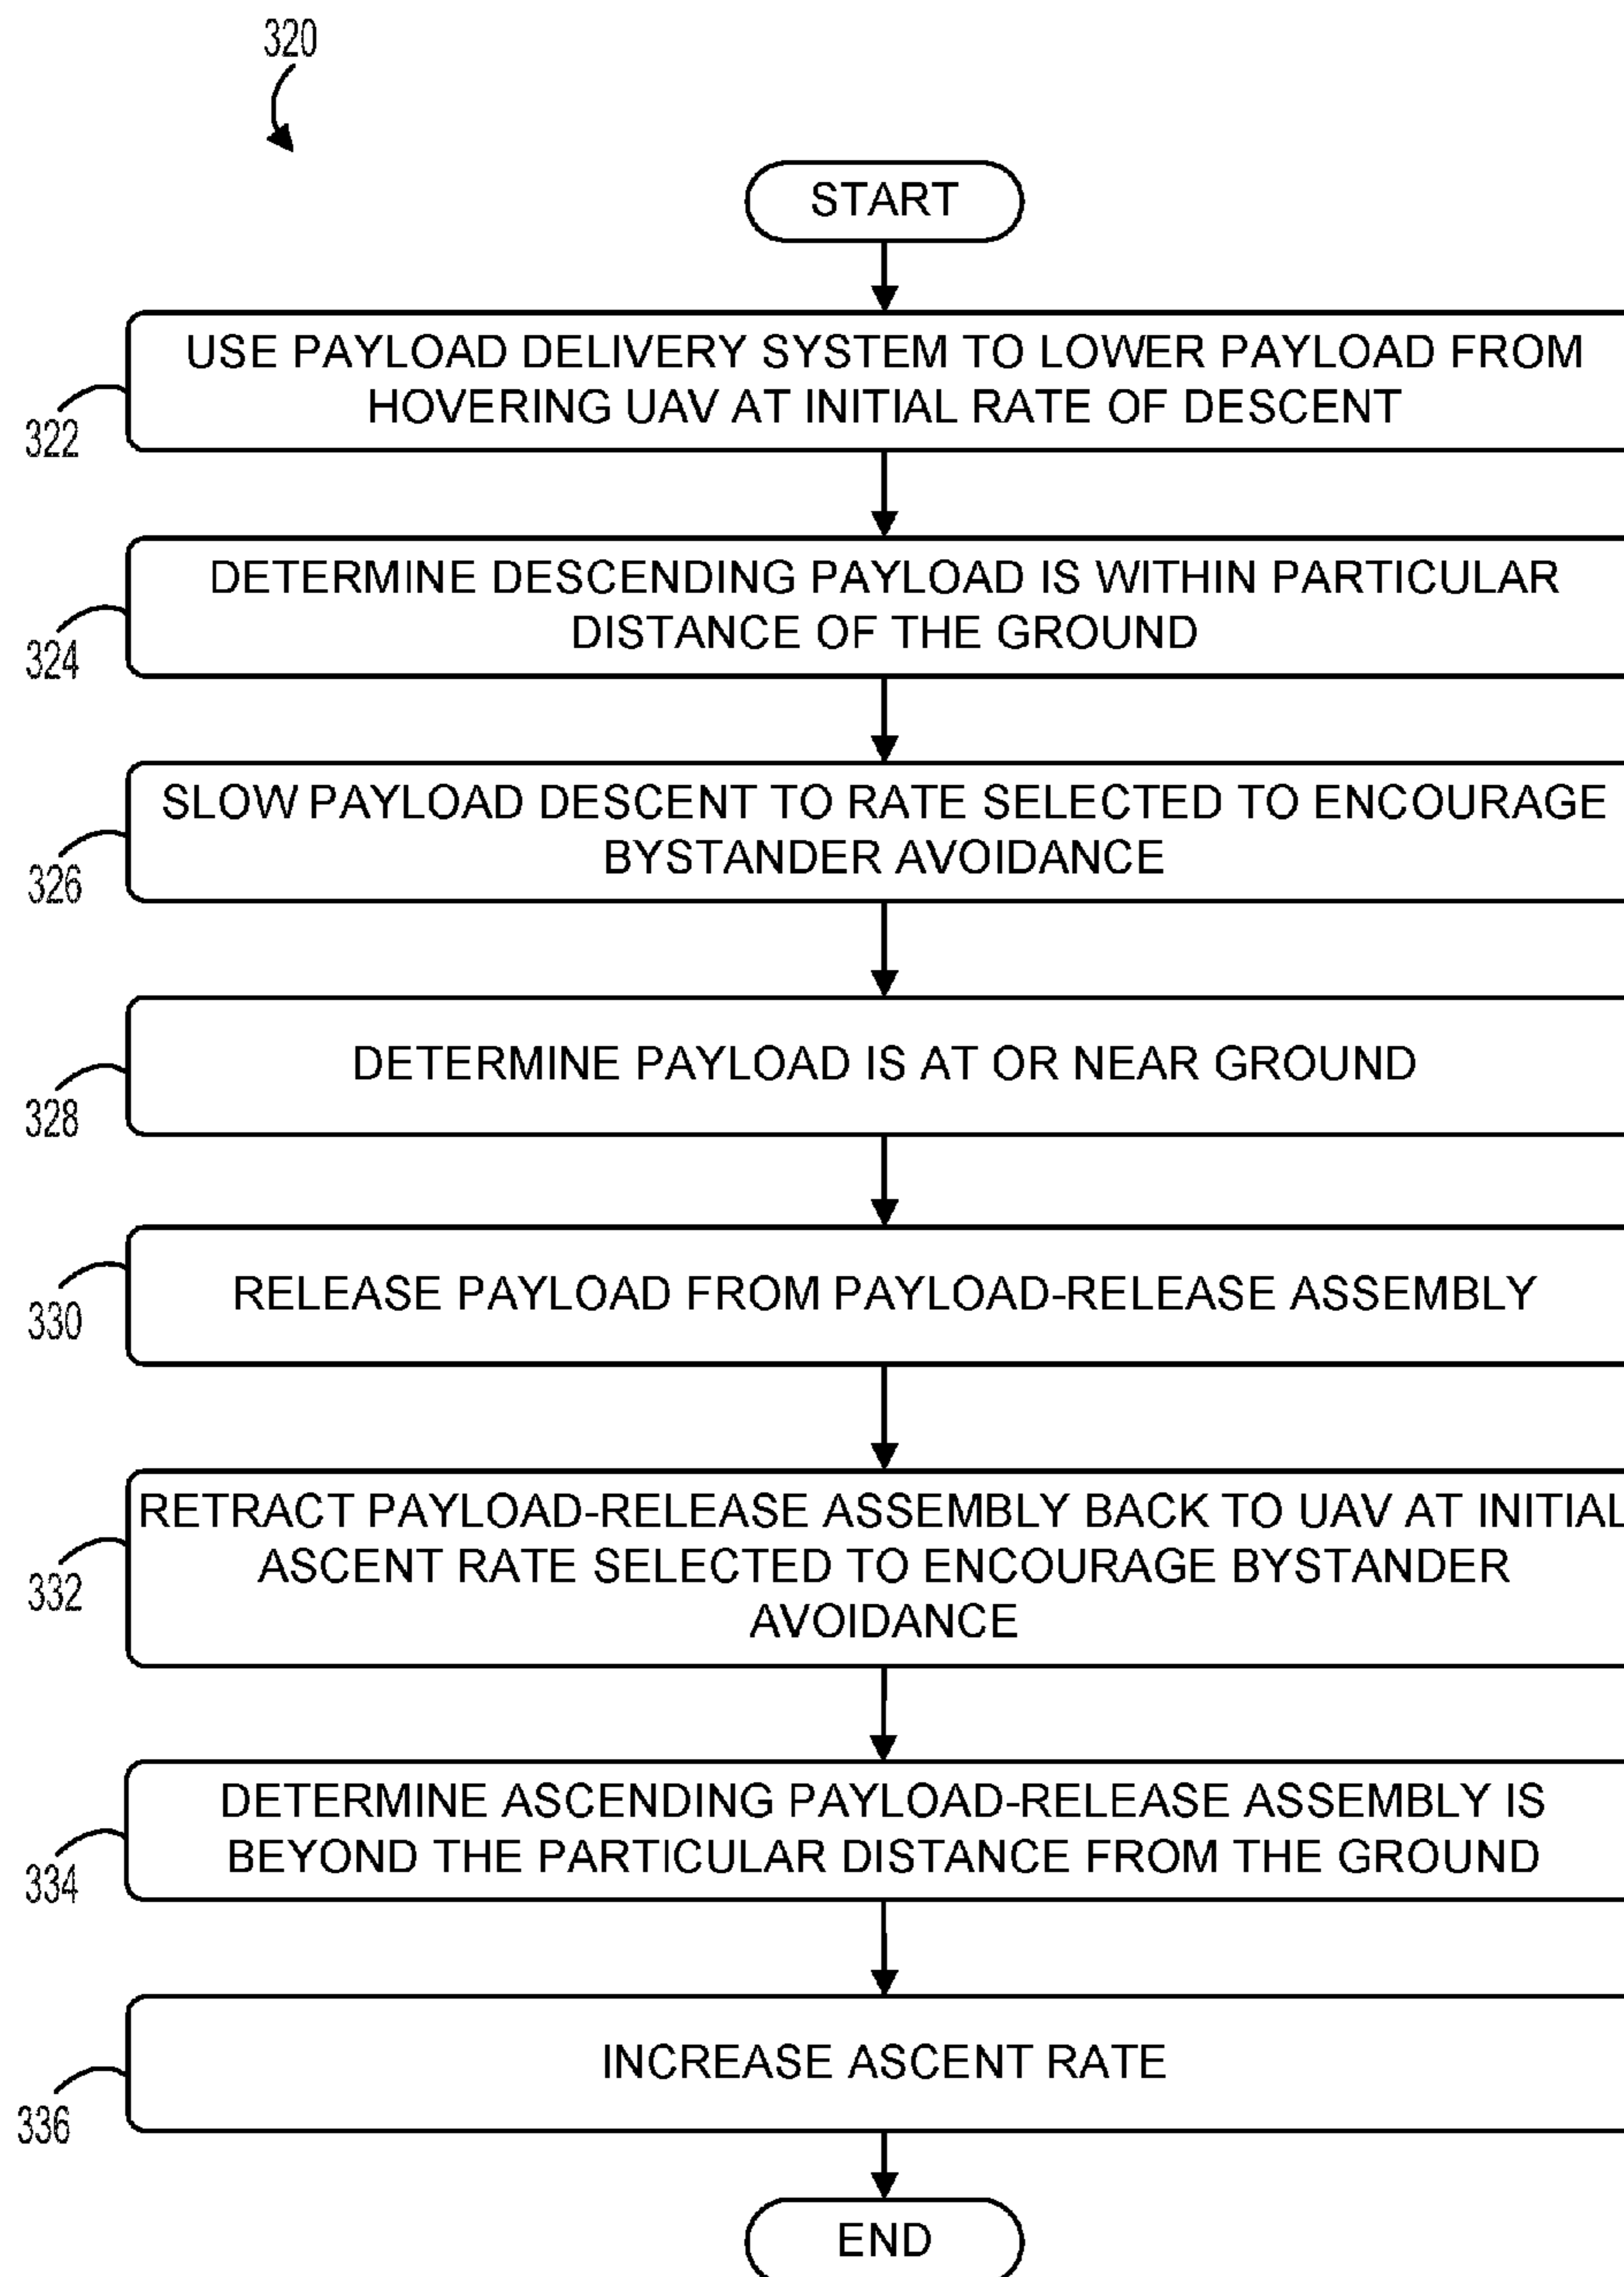 320
START
USE PAYLOAD DELIVERY SYSTEM TO LOWER PAYLOAD FROM
HOVERING UAV AT INITIAL RATE OF DESCENT
322
DETERMINE DESCENDING PAYLOAD IS WITHIN PARTICULAR
DISTANCE OF THE GROUND
324
SLOW PAYLOAD DESCENT TO RATE SELECTED TO ENCOURAGE
BYSTANDER AVOIDANCE
326
DETERMINE PAYLOAD IS AT OR NEAR GROUND
328
RELEASE PAYLOAD FROM PAYLOAD-RELEASE ASSEMBLY
330
RETRACT PAYLOAD-RELEASE ASSEMBLY BACK TO UAV AT INITIAL
ASCENT RATE SELECTED TO ENCOURAGE BYSTANDER
AVOIDANCE
332
DETERMINE ASCENDING PAYLOAD-RELEASE ASSEMBLY IS
BEYOND THE PARTICULAR DISTANCE FROM THE GROUND
334
INCREASE ASCENT RATE
336
END